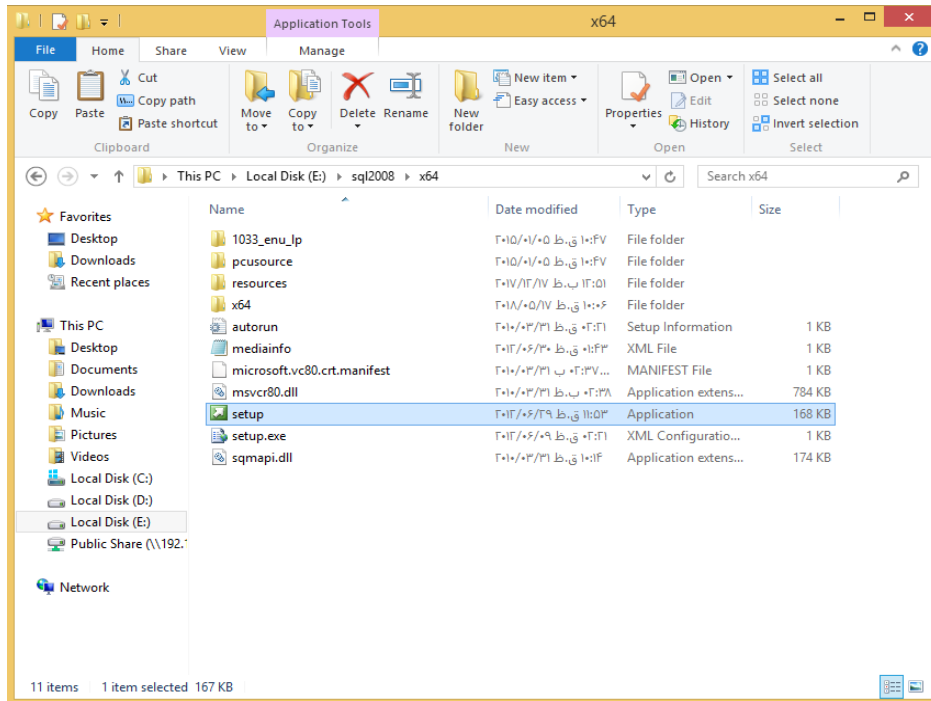 Application Tools
x64
File Home Share View Manage
Copy
Paste
Cut
Copy path
Paste shortcut
Clipboard
Move to
Copy to
Delete
Rename
Organize
New folder
New item
Easy access
New
Properties
Open
Edit
History
Open
Select all
Select none
Invert selection
Select
This PC Local Disk (E:) sql2008 x64
Search x64
Favorites
Desktop
Downloads
Recent places
This PC
Desktop
Documents
Downloads
Music
Pictures
Videos
Local Disk (C:)
Local Disk (D:)
Local Disk (E:)
Public Share (\\192.1
Network
Name Date modified Type Size
1033_enu_lp ۱۰:۴۷ ق.ظ ۲۰۱۵/۰۱/۰۵ File folder
pcusource ۱۰:۴۷ ق.ظ ۲۰۱۵/۰۱/۰۵ File folder
resources ۱۲:۵۱ ب.ظ ۲۰۱۷/۱۲/۱۷ File folder
x64 ۱۰:۰۶ ق.ظ ۲۰۱۸/۰۵/۱۷ File folder
autorun ۰۲:۲۱ ق.ظ ۲۰۱۰/۰۳/۳۱ Setup Information 1 KB
mediainfo ۰۱:۴۳ ق.ظ ۲۰۱۲/۰۶/۳۰ XML File 1 KB
microsoft.vc80.crt.manifest ۰۲:۳۷ ب ۲۰۱۰/۰۳/۳۱... MANIFEST File 1 KB
msvcr80.dll ۰۲:۳۸ ب.ظ ۲۰۱۰/۰۳/۳۱ Application extens... 784 KB
setup ۱۱:۵۳ ق.ظ ۲۰۱۲/۰۶/۲۹ Application 168 KB
setup.exe ۰۲:۲۱ ق.ظ ۲۰۱۲/۰۶/۰۹ XML Configuratio... 1 KB
sqmapi.dll ۱۰:۱۴ ق.ظ ۲۰۱۰/۰۳/۳۱ Application extens... 174 KB
11 items 1 item selected 167 KB